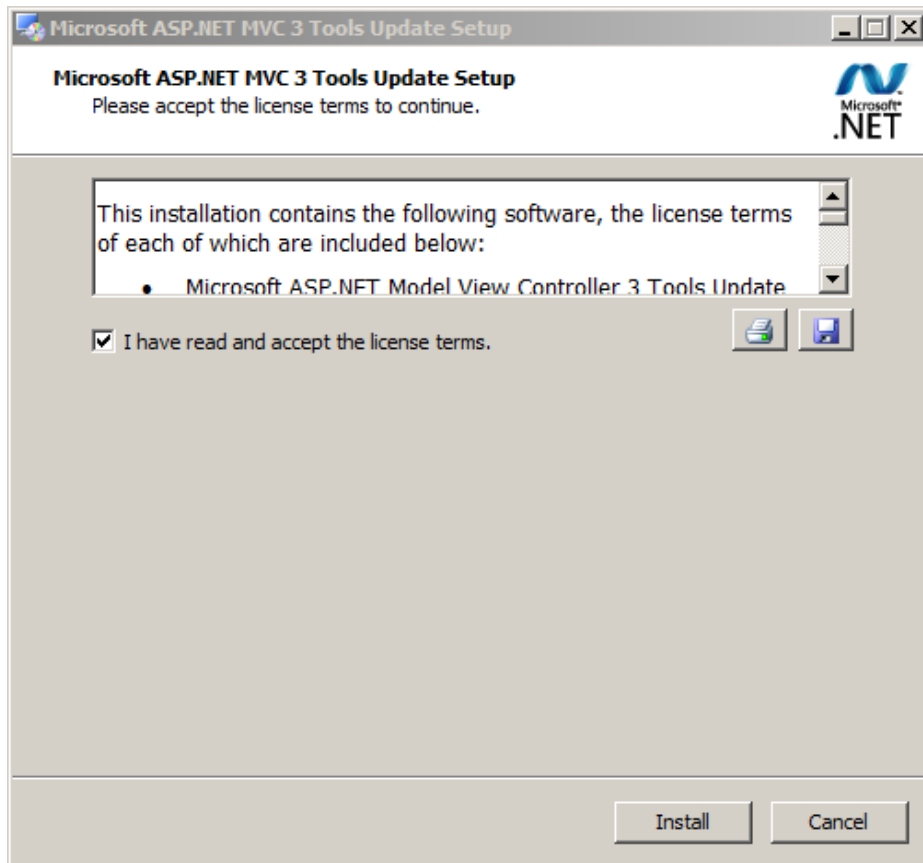 Microsoft ASP.NET MVC 3 Tools Update Setup
Microsoft ASP.NET MVC 3 Tools Update Setup
Please accept the license terms to continue.
Microsoft®
.NET
This installation contains the following software, the license terms
of each of which are included below:
• Microsoft ASP.NET Model View Controller 3 Tools Update
I have read and accept the license terms.
Install
Cancel